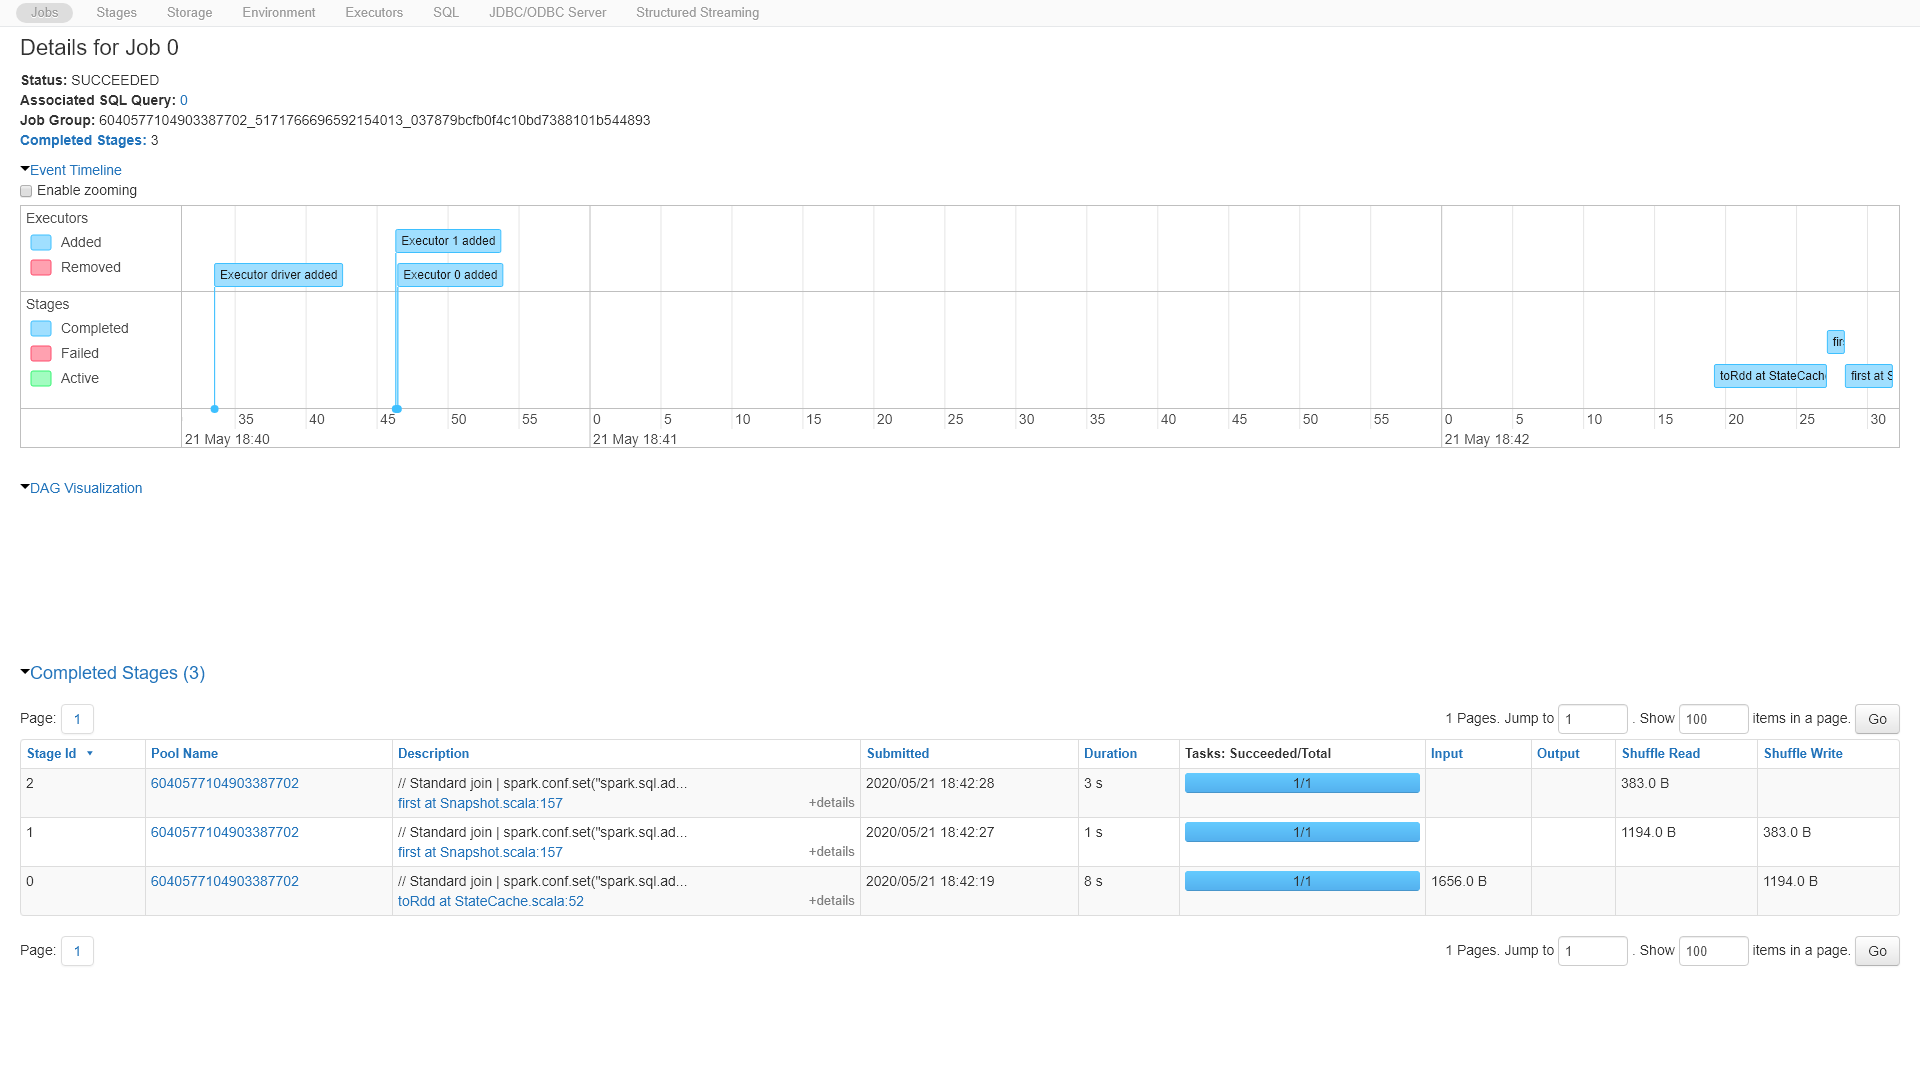 Jobs Stages Storage Environment Executors SQL JDBC/ODBC Server Structured Streaming
Details for Job 0
Status: SUCCEEDED
Associated SQL Query: 0
Job Group: 6040577104903387702_5171766696592154013_037879bcfb0f4c10bd7388101b544893
Completed Stages: 3
Event Timeline
Enable zooming
Executors
Added
Removed
Executor 1 added
Executor driver added
Executor 0 added
Stages
Completed
Failed
Active
fir
toRdd at StateCach
first at S
35 40 45 50 55 0 5 10 15 20 25 30 35 40 45 50 55 0 5 10 15 20 25 30
21 May 18:40 21 May 18:41 21 May 18:42
DAG Visualization
Completed Stages (3)
Page: 1 1 Pages. Jump to 1 . Show 100 items in a page. Go
Stage Id Pool Name Description Submitted Duration Tasks: Succeeded/Total Input Output Shuffle Read Shuffle Write
2 6040577104903387702 // Standard join | spark.conf.set("spark.sql.ad... 2020/05/21 18:42:28 3 s 1/1 383.0 B
first at Snapshot.scala:157 +details
1 6040577104903387702 // Standard join | spark.conf.set("spark.sql.ad... 2020/05/21 18:42:27 1 s 1/1 1194.0 B 383.0 B
first at Snapshot.scala:157 +details
0 6040577104903387702 // Standard join | spark.conf.set("spark.sql.ad... 2020/05/21 18:42:19 8 s 1/1 1656.0 B 1194.0 B
toRdd at StateCache.scala:52 +details
Page: 1 1 Pages. Jump to 1 . Show 100 items in a page. Go